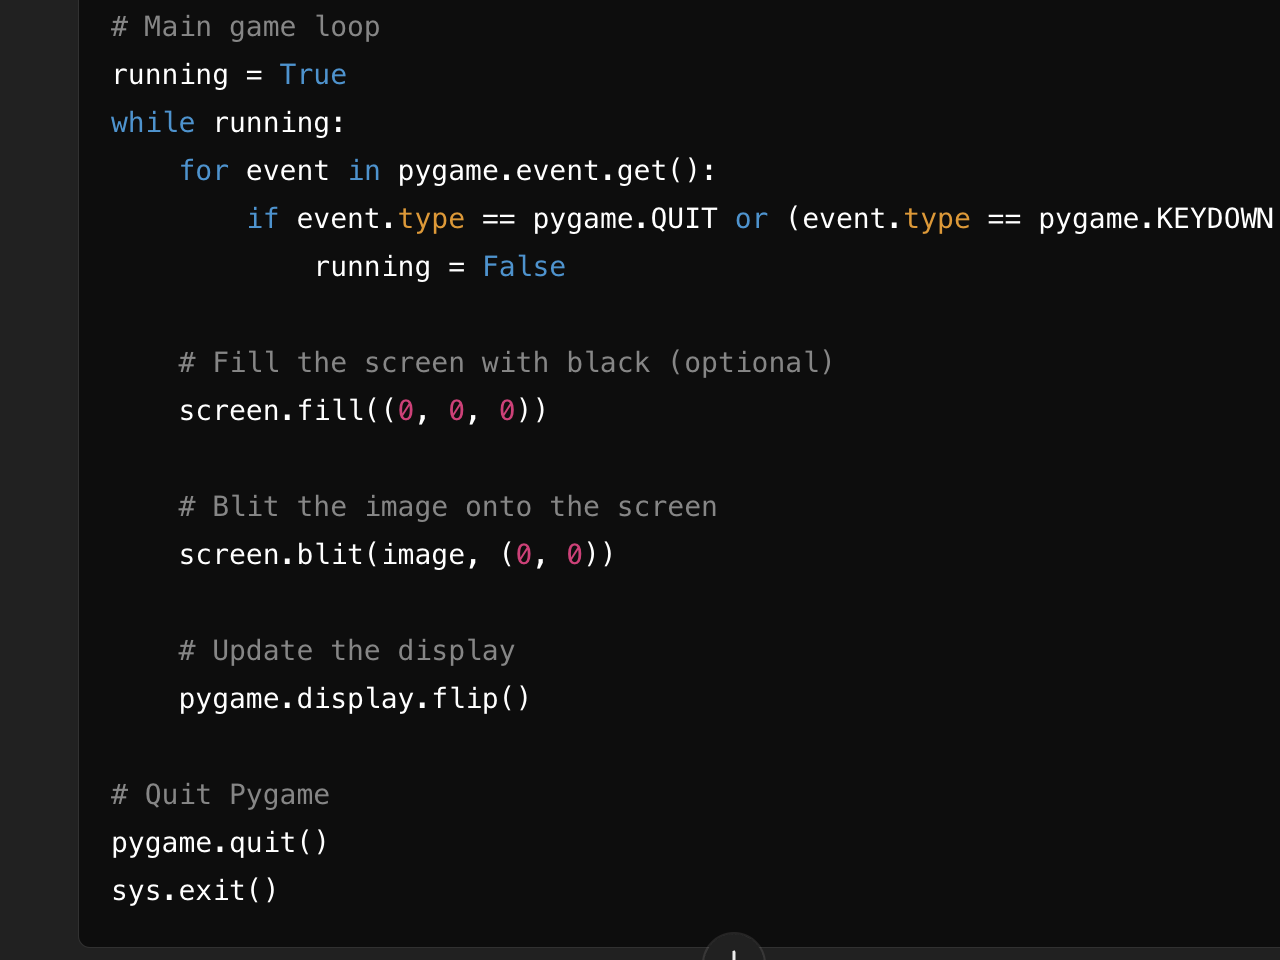 # Main game loop
running = True
while running:
    for event in pygame.event.get():
        if event.type == pygame.QUIT or (event.type == pygame.KEYDOWN
            running = False

    # Fill the screen with black (optional)
    screen.fill((0, 0, 0))

    # Blit the image onto the screen
    screen.blit(image, (0, 0))

    # Update the display
    pygame.display.flip()

# Quit Pygame
pygame.quit()
sys.exit()